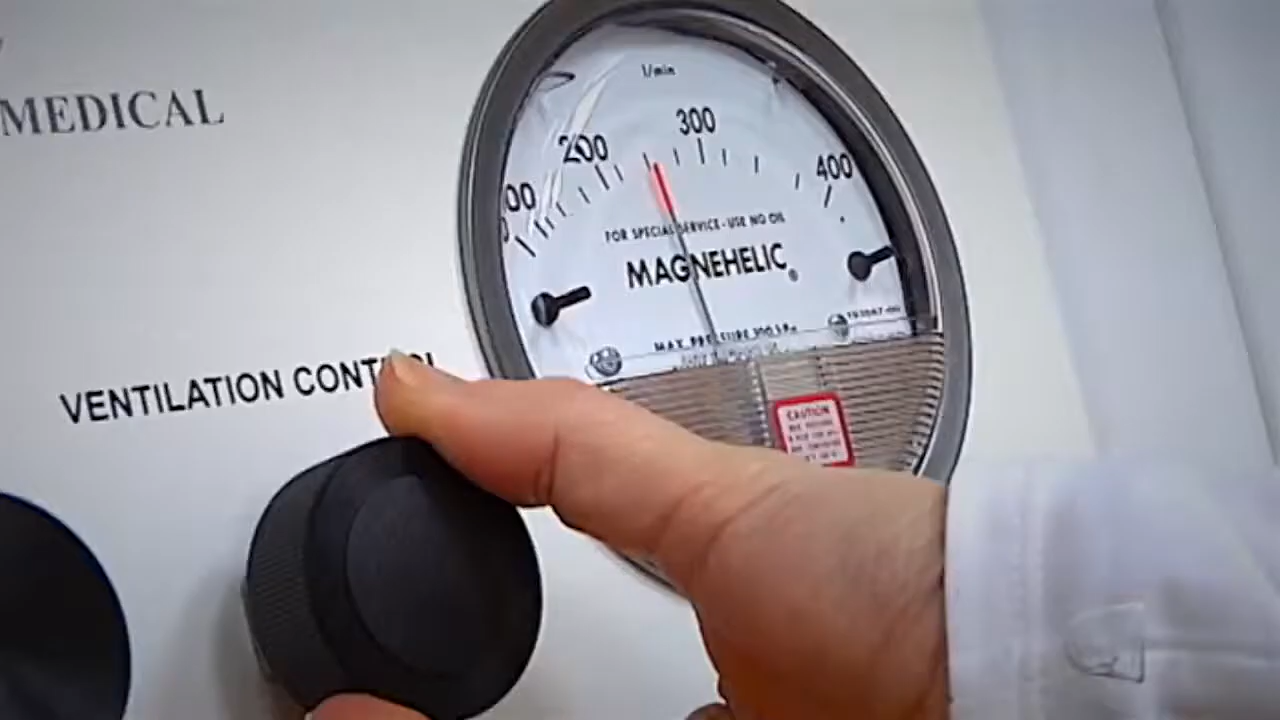 MEDICAL
l/min
200
300
400
00
FOR SPECIAL SERVICE - USE NO OIL
MAGNEHELIC®
MAX. PRESSURE 100 kPa
VENTILATION CONTROL
CAUTION